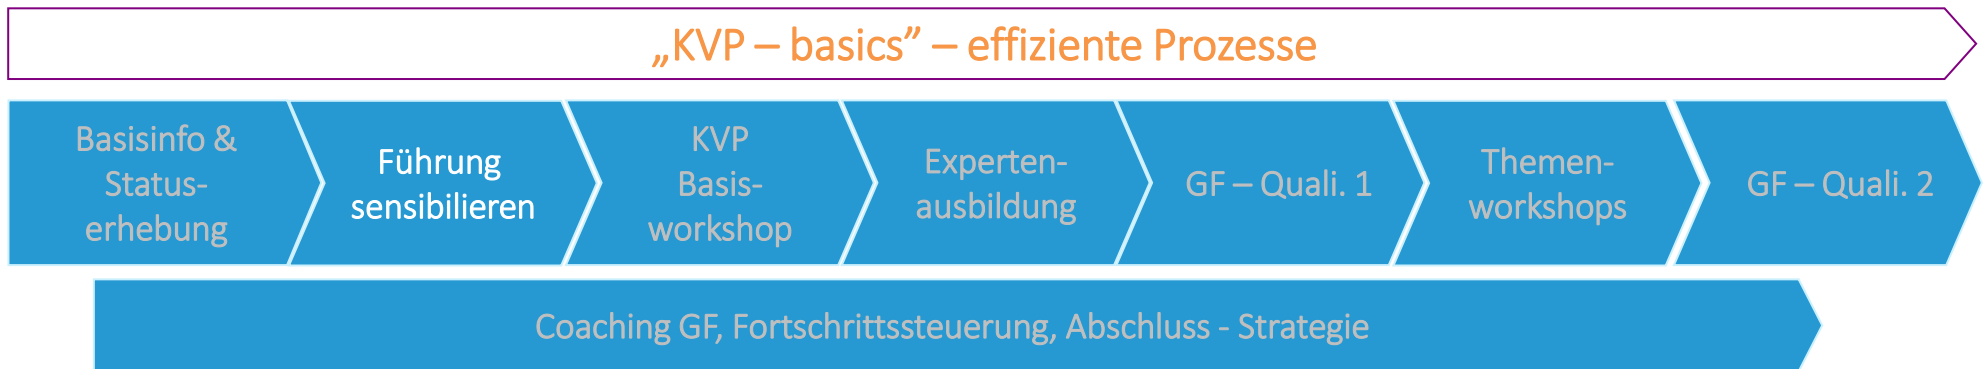 „KVP – basics” – effiziente Prozesse
Basisinfo &
Status-
erhebung
Führung
sensibilieren
KVP
Basis-
workshop
Experten-
ausbildung
GF – Quali. 1
Themen-
workshops
GF – Quali. 2
Coaching GF, Fortschrittssteuerung, Abschluss - Strategie